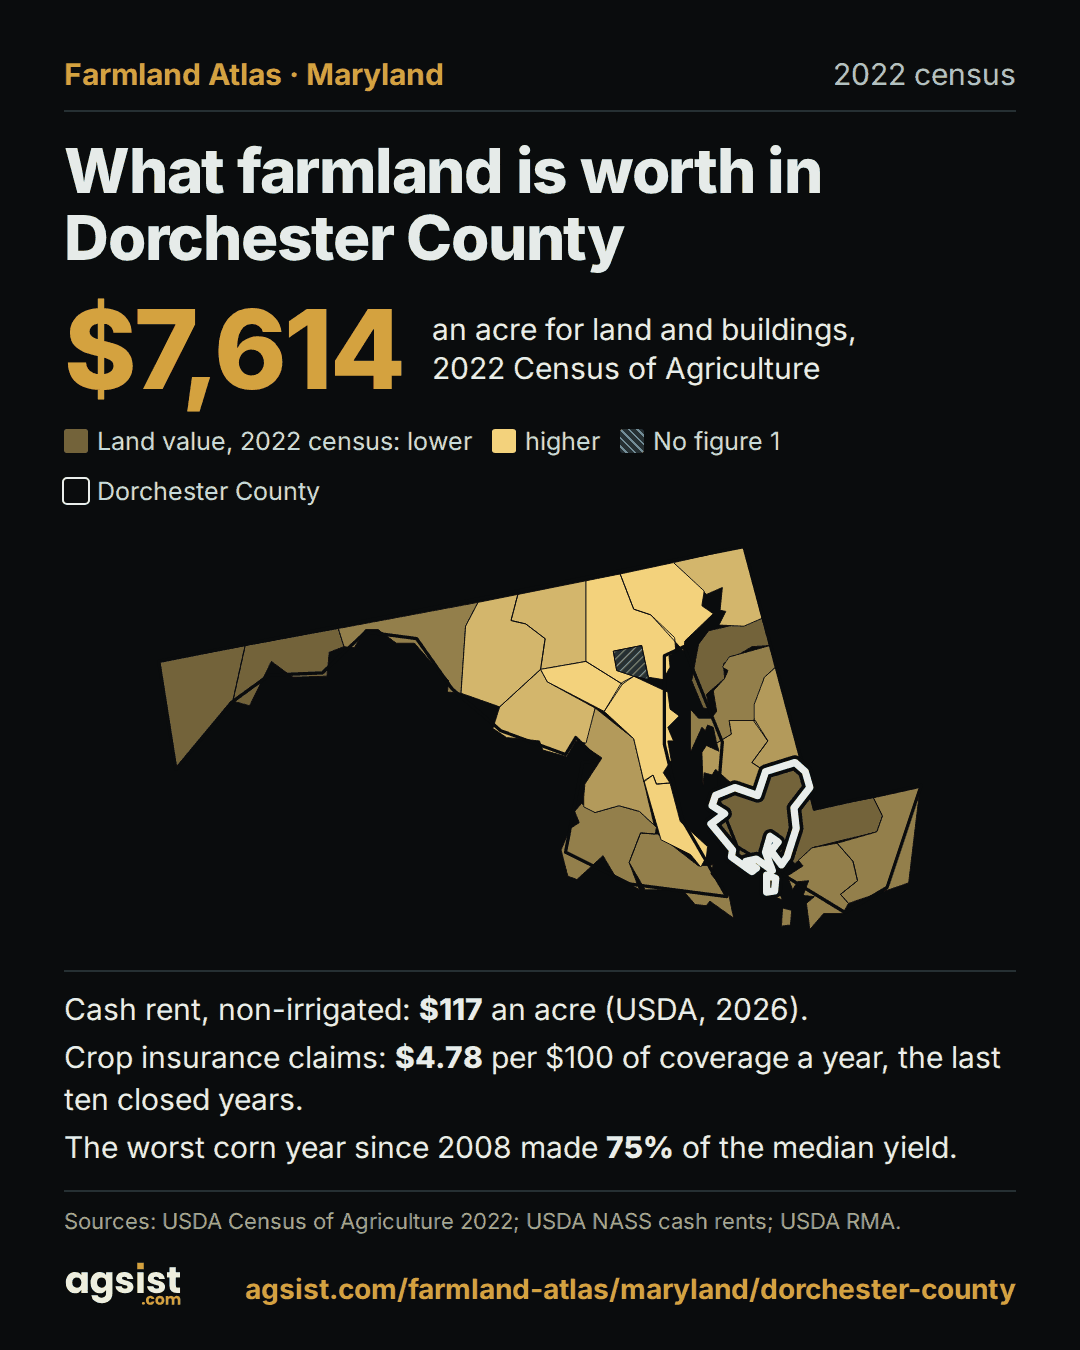 Farmland Atlas · Maryland
2022 census
What farmland is worth in
Dorchester County
$7,614
an acre for land and buildings,
2022 Census of Agriculture
Land value, 2022 census: lower
higher
No figure 1
Dorchester County
Cash rent, non-irrigated: $117 an acre (USDA, 2026).
Crop insurance claims: $4.78 per $100 of coverage a year, the last
ten closed years.
The worst corn year since 2008 made 75% of the median yield.
Sources: USDA Census of Agriculture 2022; USDA NASS cash rents; USDA RMA.
agsist
.com
agsist.com/farmland-atlas/maryland/dorchester-county